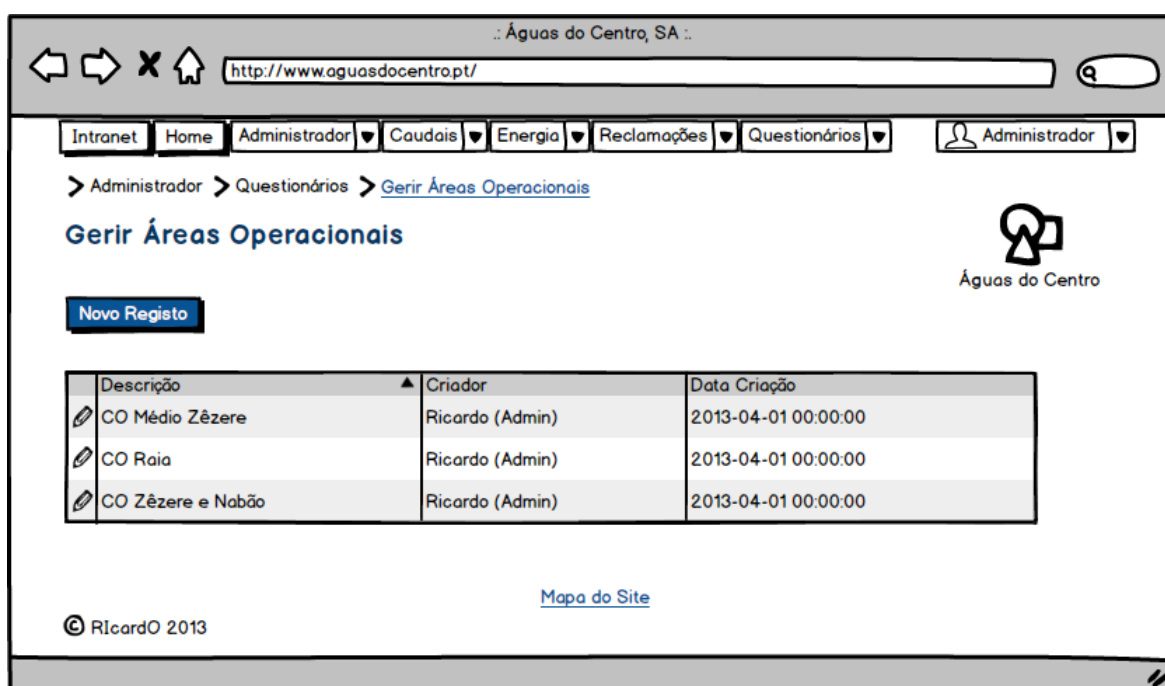 .: Águas do Centro, SA :.
http://www.aguasdocentro.pt/
Intranet Home Administrador Caudais Energia Reclamações Questionários Administrador
Administrador Questionários Gerir Áreas Operacionais
Gerir Áreas Operacionais
Águas do Centro
Novo Registo
Descrição Criador Data Criação
CO Médio Zêzere Ricardo (Admin) 2013-04-01 00:00:00
CO Raia Ricardo (Admin) 2013-04-01 00:00:00
CO Zêzere e Nabão Ricardo (Admin) 2013-04-01 00:00:00
Mapa do Site
© RIcardO 2013